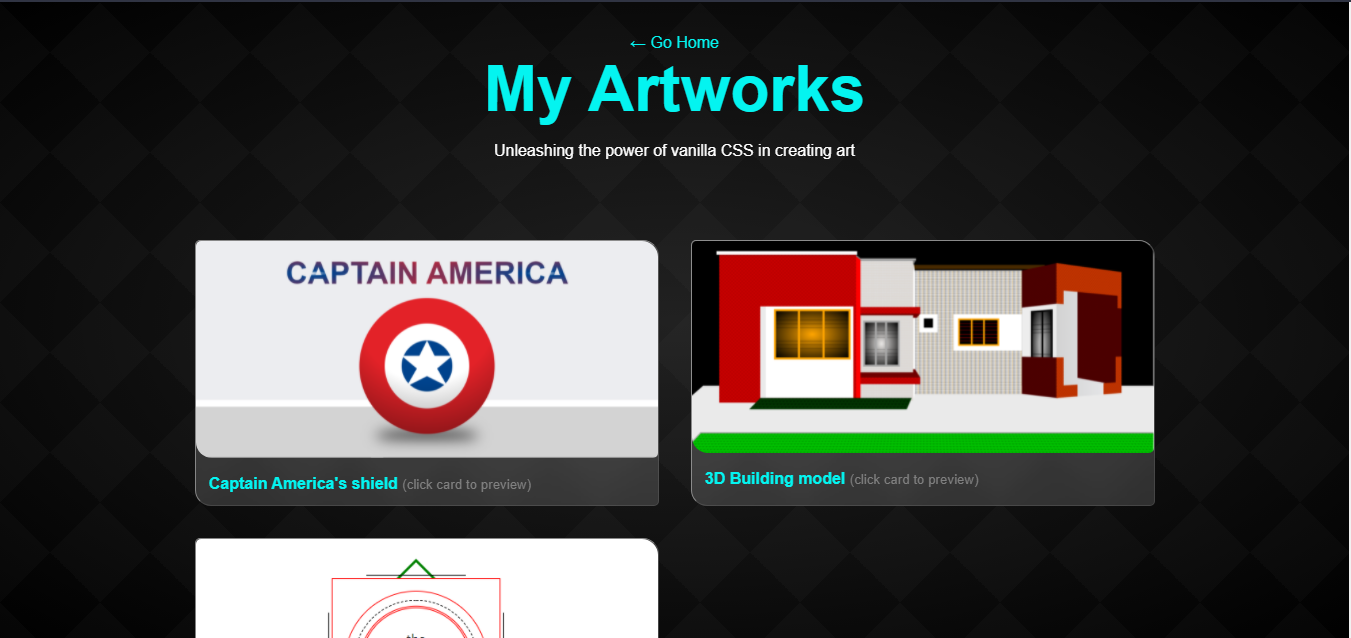 ← Go Home
My Artworks
Unleashing the power of vanilla CSS in creating art
CAPTAIN AMERICA
Captain America's shield (click card to preview)
3D Building model (click card to preview)
the